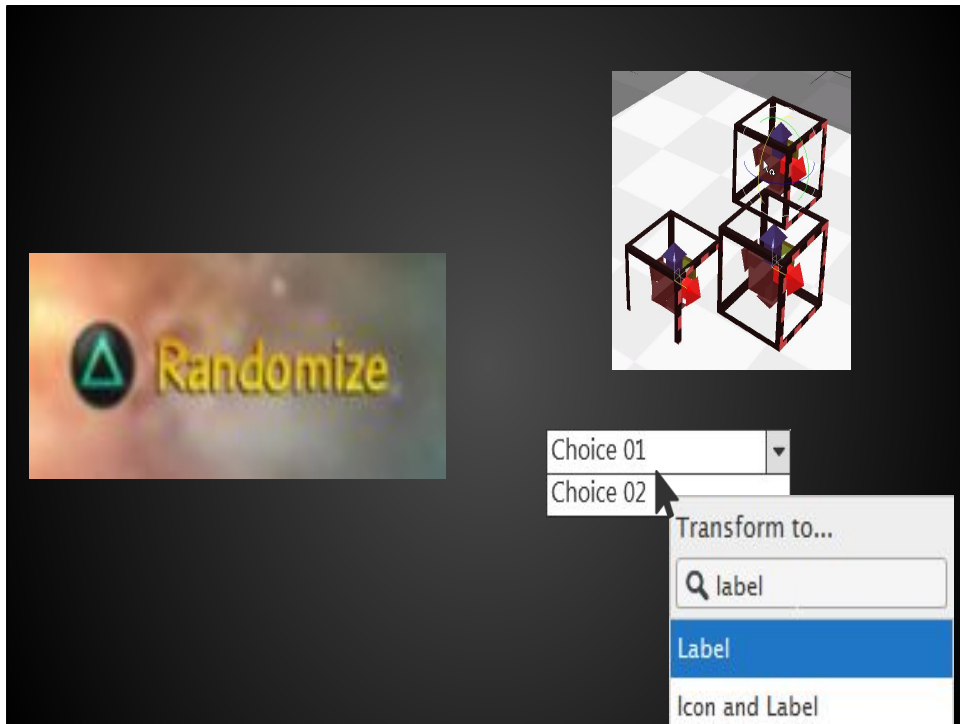 Randomize
Choice 01
Choice 02
Transform to...
label
Label
Icon and Label